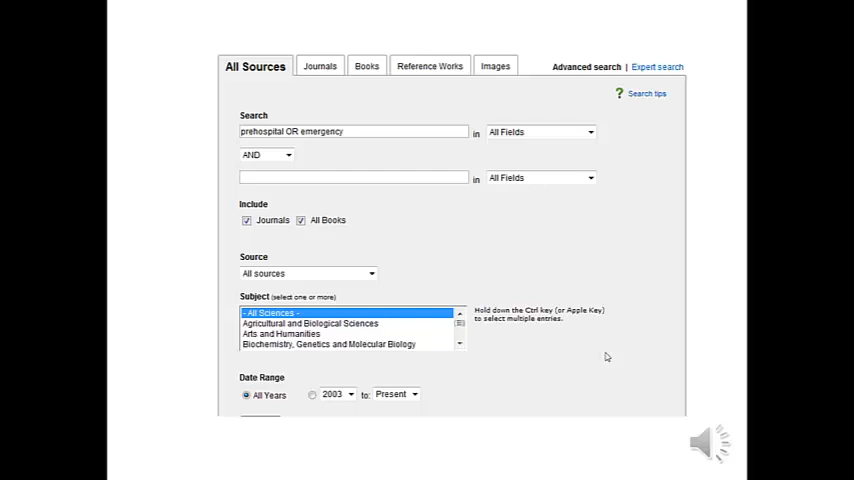 All Sources Journals Books Reference Works Images Advanced search | Expert search
? Search tips
Search
prehospital OR emergency in All Fields
AND
in All Fields
Include
Journals All Books
Source
All sources
Subject (select one or more)
- All Sciences -
Agricultural and Biological Sciences
Arts and Humanities
Biochemistry, Genetics and Molecular Biology
Hold down the Ctrl key (or Apple Key)
to select multiple entries.
Date Range
All Years 2003 to: Present